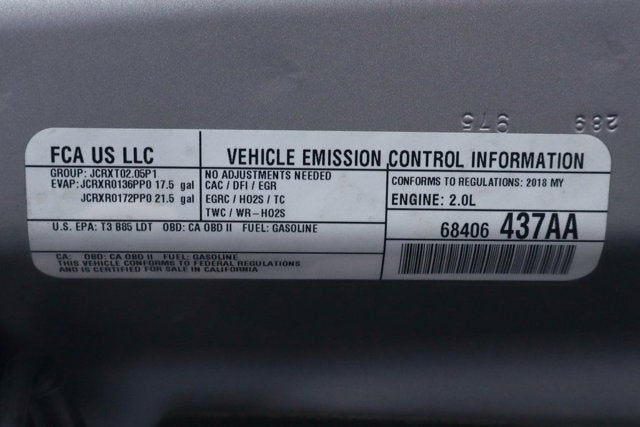 289 975
FCA US LLC
VEHICLE EMISSION CONTROL INFORMATION
GROUP: JCRXT02.05P1
EVAP: JCRXR0136PP0 17.5 gal
JCRXR0172PP0 21.5 gal
NO ADJUSTMENTS NEEDED
CAC / DFI / EGR
EGRC / HO2S / TC
TWC / WR-HO2S
CONFORMS TO REGULATIONS: 2018 MY
ENGINE: 2.0L
U.S. EPA: T3 B85 LDT OBD: CA OBD II FUEL: GASOLINE
68406 437AA
CA: OBD: CA OBD II FUEL: GASOLINE
THIS VEHICLE CONFORMS TO FEDERAL REGULATIONS
AND IS CERTIFIED FOR SALE IN CALIFORNIA